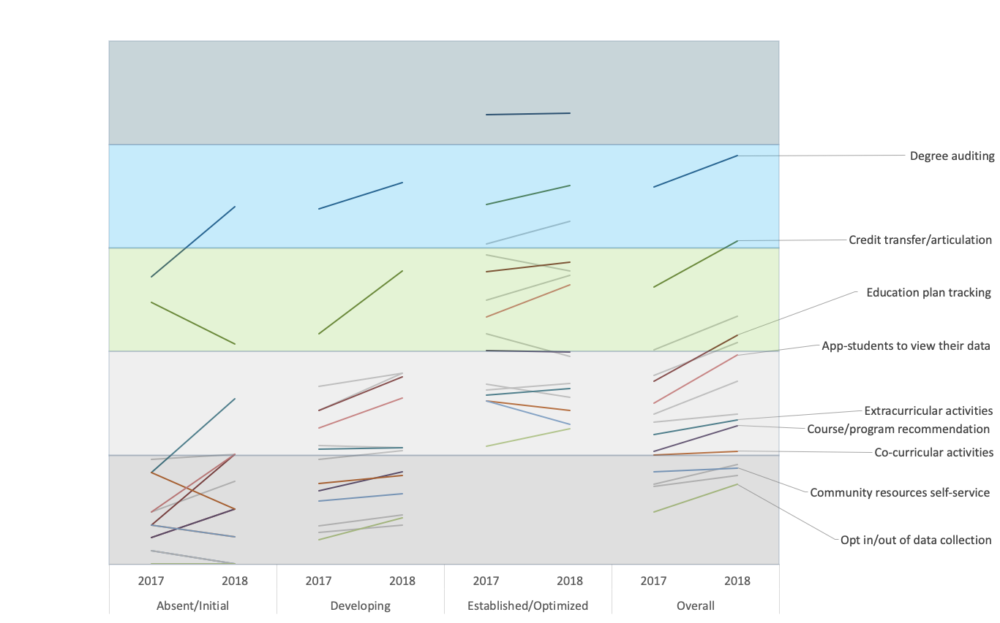 Degree auditing
Credit transfer/articulation
Education plan tracking
App-students to view their data
Extracurricular activities
Course/program recommendation
Co-curricular activities
Community resources self-service
Opt in/out of data collection
2017 2018 2017 2018 2017 2018 2017 2018
Absent/Initial Developing Established/Optimized Overall